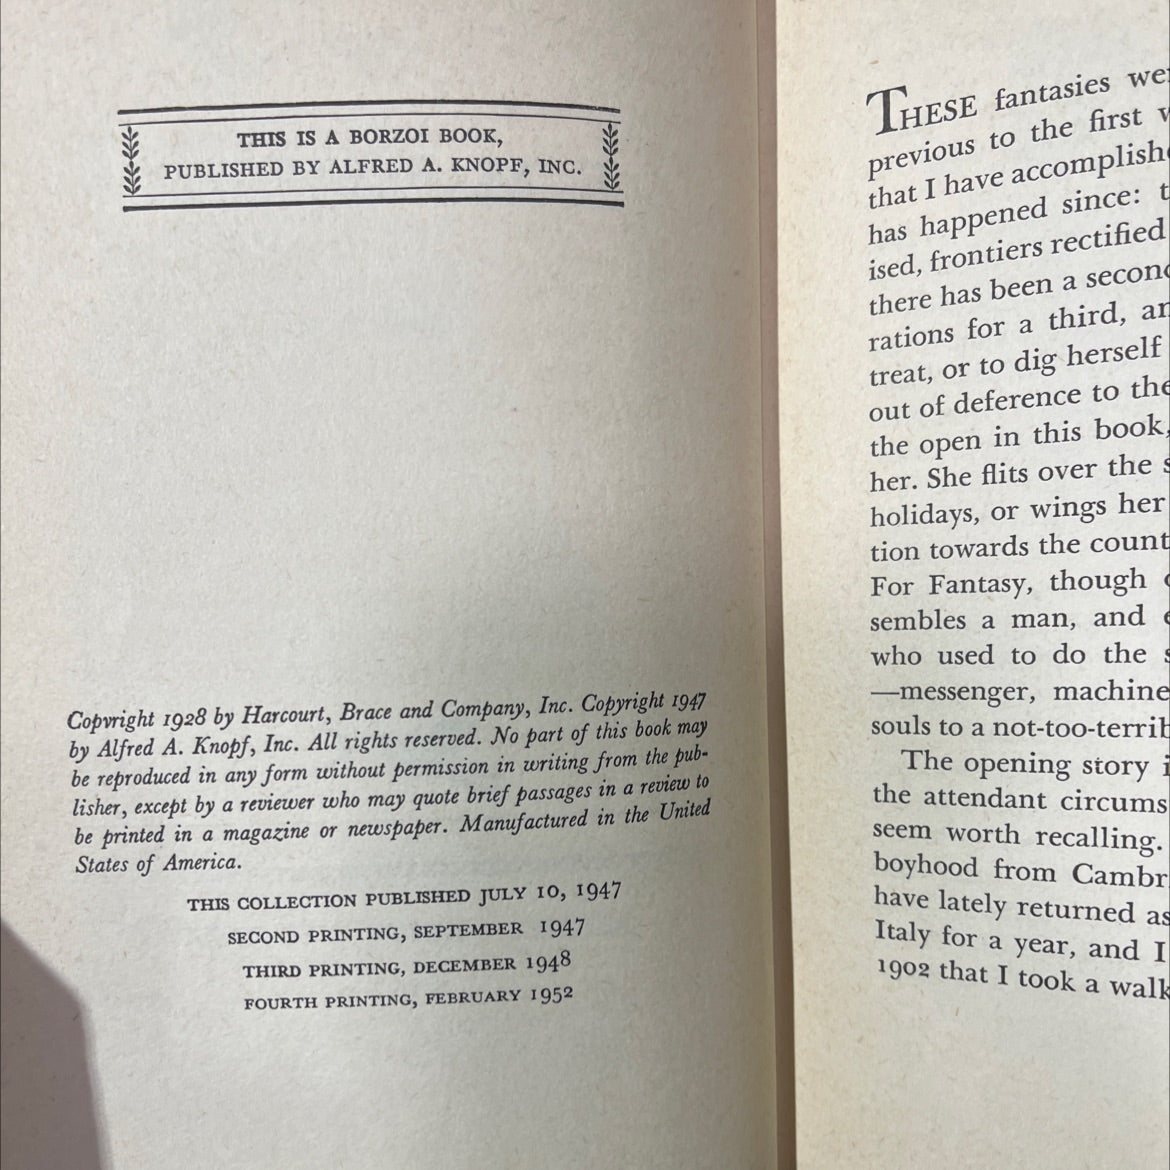 THIS IS A BORZOI BOOK,
PUBLISHED BY ALFRED A. KNOPF, INC.
Copyright 1928 by Harcourt, Brace and Company, Inc. Copyright 1947
by Alfred A. Knopf, Inc. All rights reserved. No part of this book may
be reproduced in any form without permission in writing from the pub-
lisher, except by a reviewer who may quote brief passages in a review to
be printed in a magazine or newspaper. Manufactured in the United
States of America.
THIS COLLECTION PUBLISHED JULY 10, 1947
SECOND PRINTING, SEPTEMBER 1947
THIRD PRINTING, DECEMBER 1948
FOURTH PRINTING, FEBRUARY 1952
THESE fantasies
previous to the first
that I have
has happened since:
ised, frontiers rectified
there has been a
rations for a third,
treat, or to dig herself
out of deference to the
the open in this book,
her. She flits over the
holidays, or wings her
tion towards the
For Fantasy, though
sembles a man, and
who used to do the
—messenger, machine
souls to a
The opening story
the attendant
seem worth recalling.
boyhood from
have lately returned as
Italy for a year, and I
1902 that I took a walk